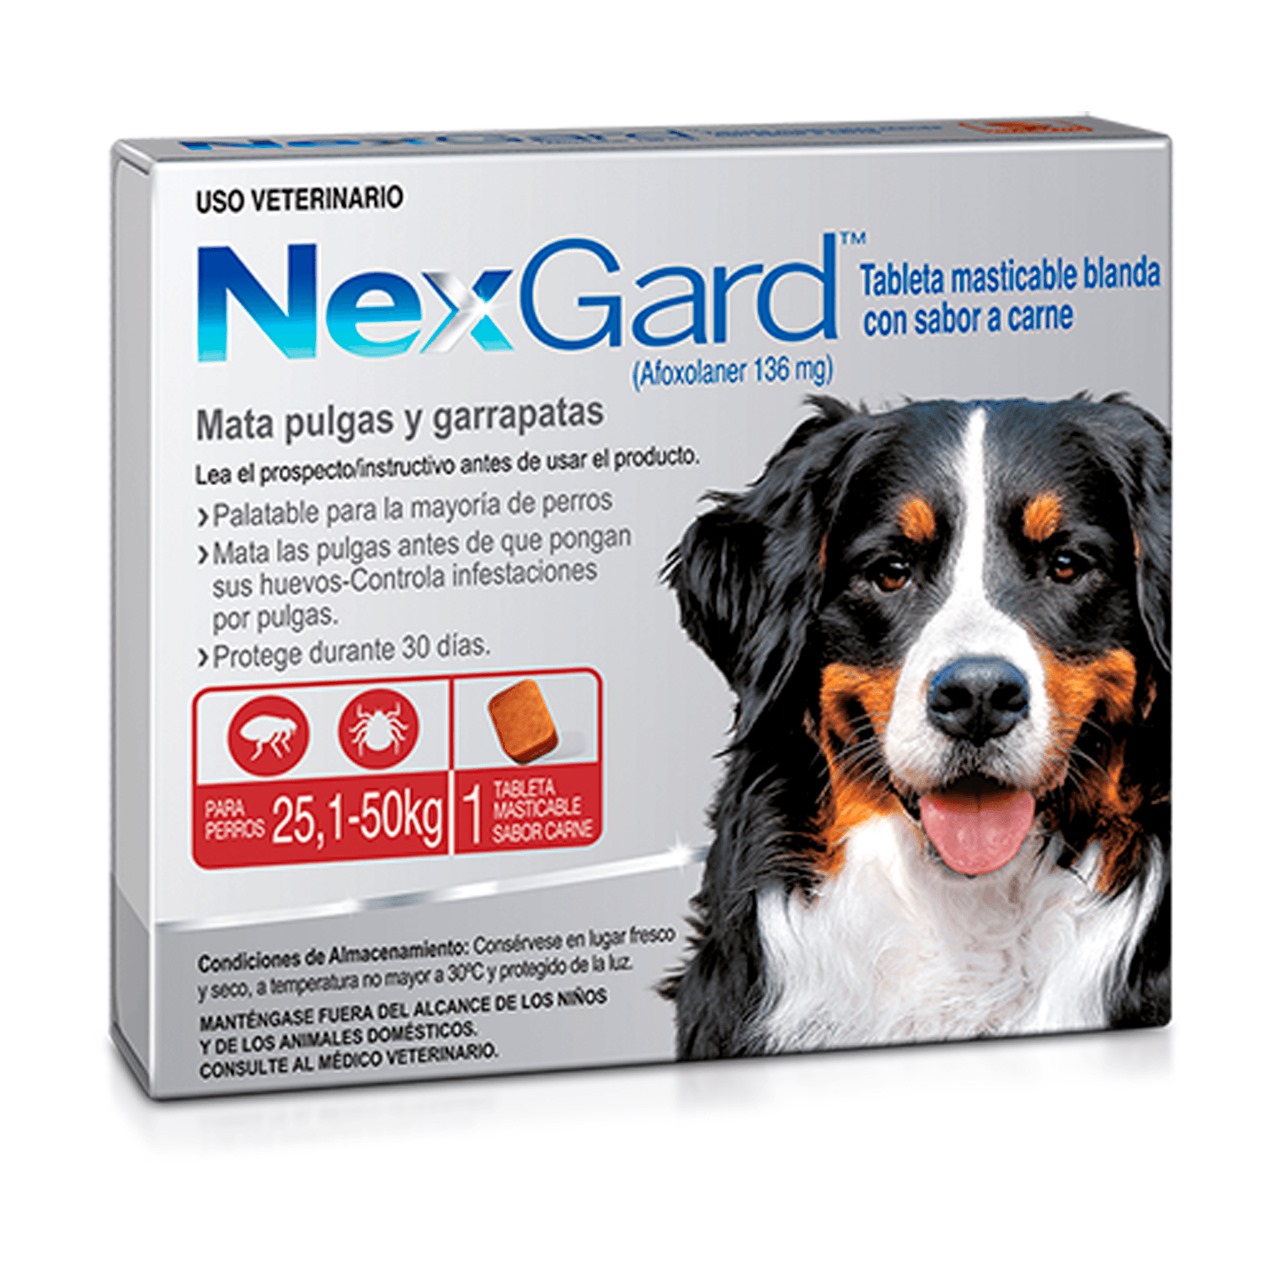 NexGard
USO VETERINARIO
NexGard™
Tableta masticable blanda
con sabor a carne
(Afoxolaner 136 mg)
Mata pulgas y garrapatas
Lea el prospecto/instructivo antes de usar el producto.
›Palatable para la mayoría de perros
›Mata las pulgas antes de que pongan
sus huevos-Controla infestaciones
por pulgas.
›Protege durante 30 días.
PARA
PERROS 25,1-50kg
1 TABLETA
MASTICABLE
SABOR CARNE
Condiciones de Almacenamiento: Consérvese en lugar fresco
y seco, a temperatura no mayor a 30ºC y protegido de la luz.
MANTÉNGASE FUERA DEL ALCANCE DE LOS NIÑOS
Y DE LOS ANIMALES DOMÉSTICOS.
CONSULTE AL MÉDICO VETERINARIO.